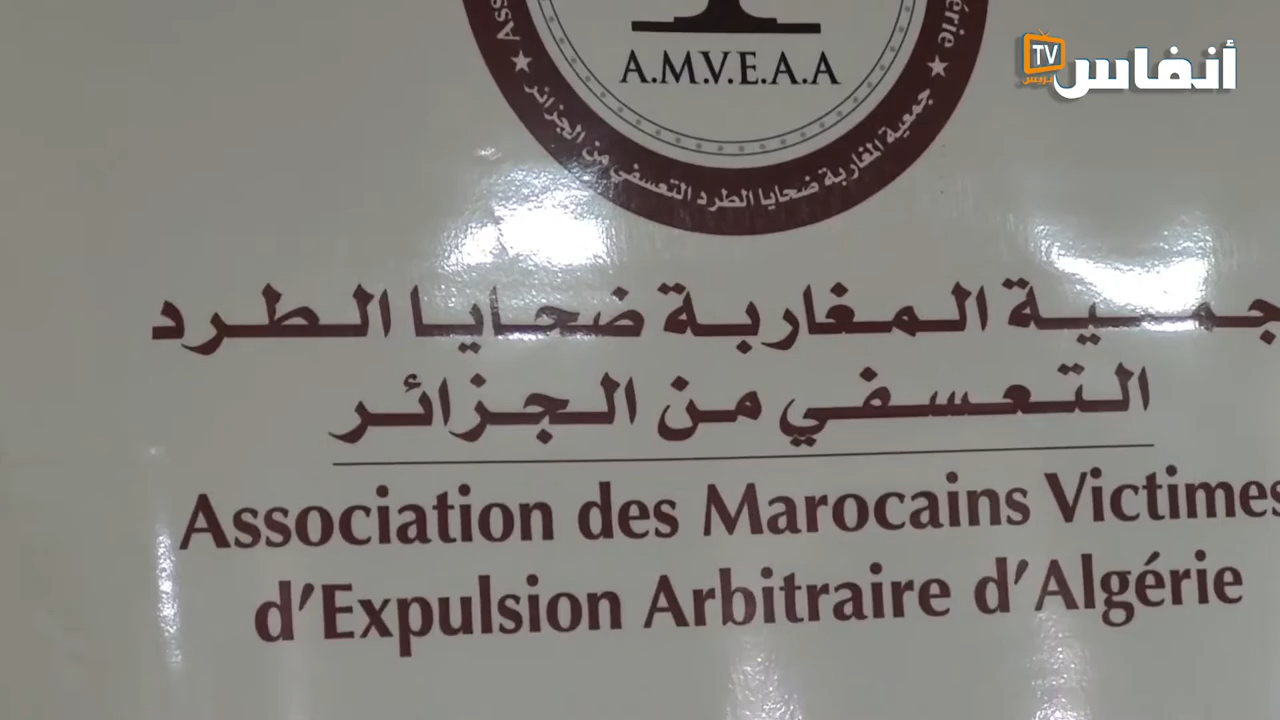 A.M.V.E.A.A
جمعية المغاربة ضحايا الطرد التعسفي من الجزائر
TV
أنفاس
بريس
جمعية المغاربة ضحايا الطرد
التعسفي من الجزائر
Association des Marocains Victimes
d'Expulsion Arbitraire d'Algérie